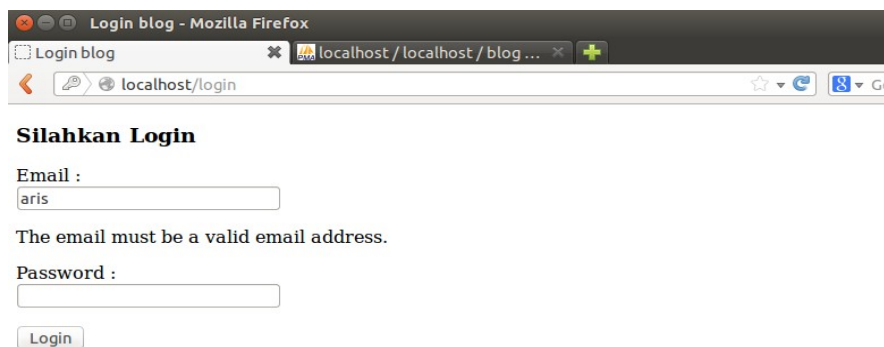 Login blog - Mozilla Firefox
Login blog
localhost / localhost / blog ...
localhost/login
Silahkan Login
Email :
aris
The email must be a valid email address.
Password :
Login